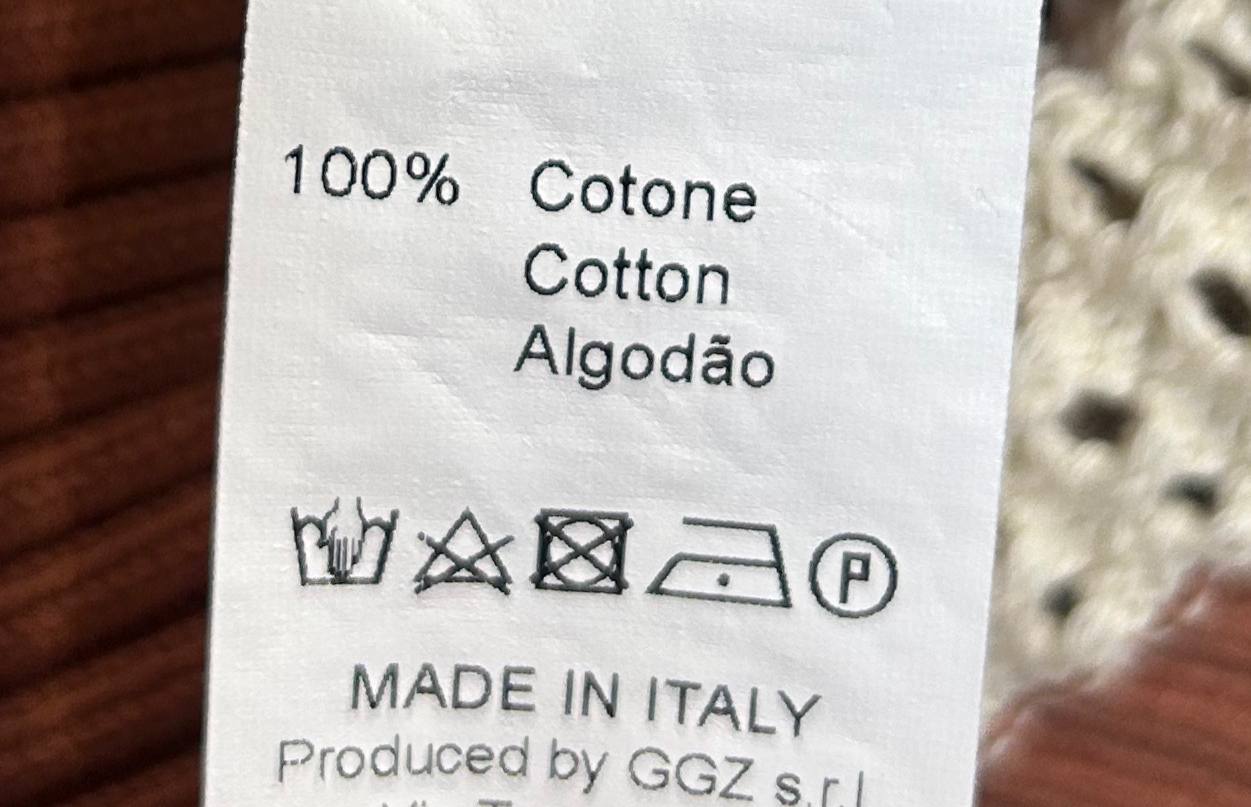 100% Cotone
Cotton
Algodão
P
MADE IN ITALY
Produced by GGZ s.r.l